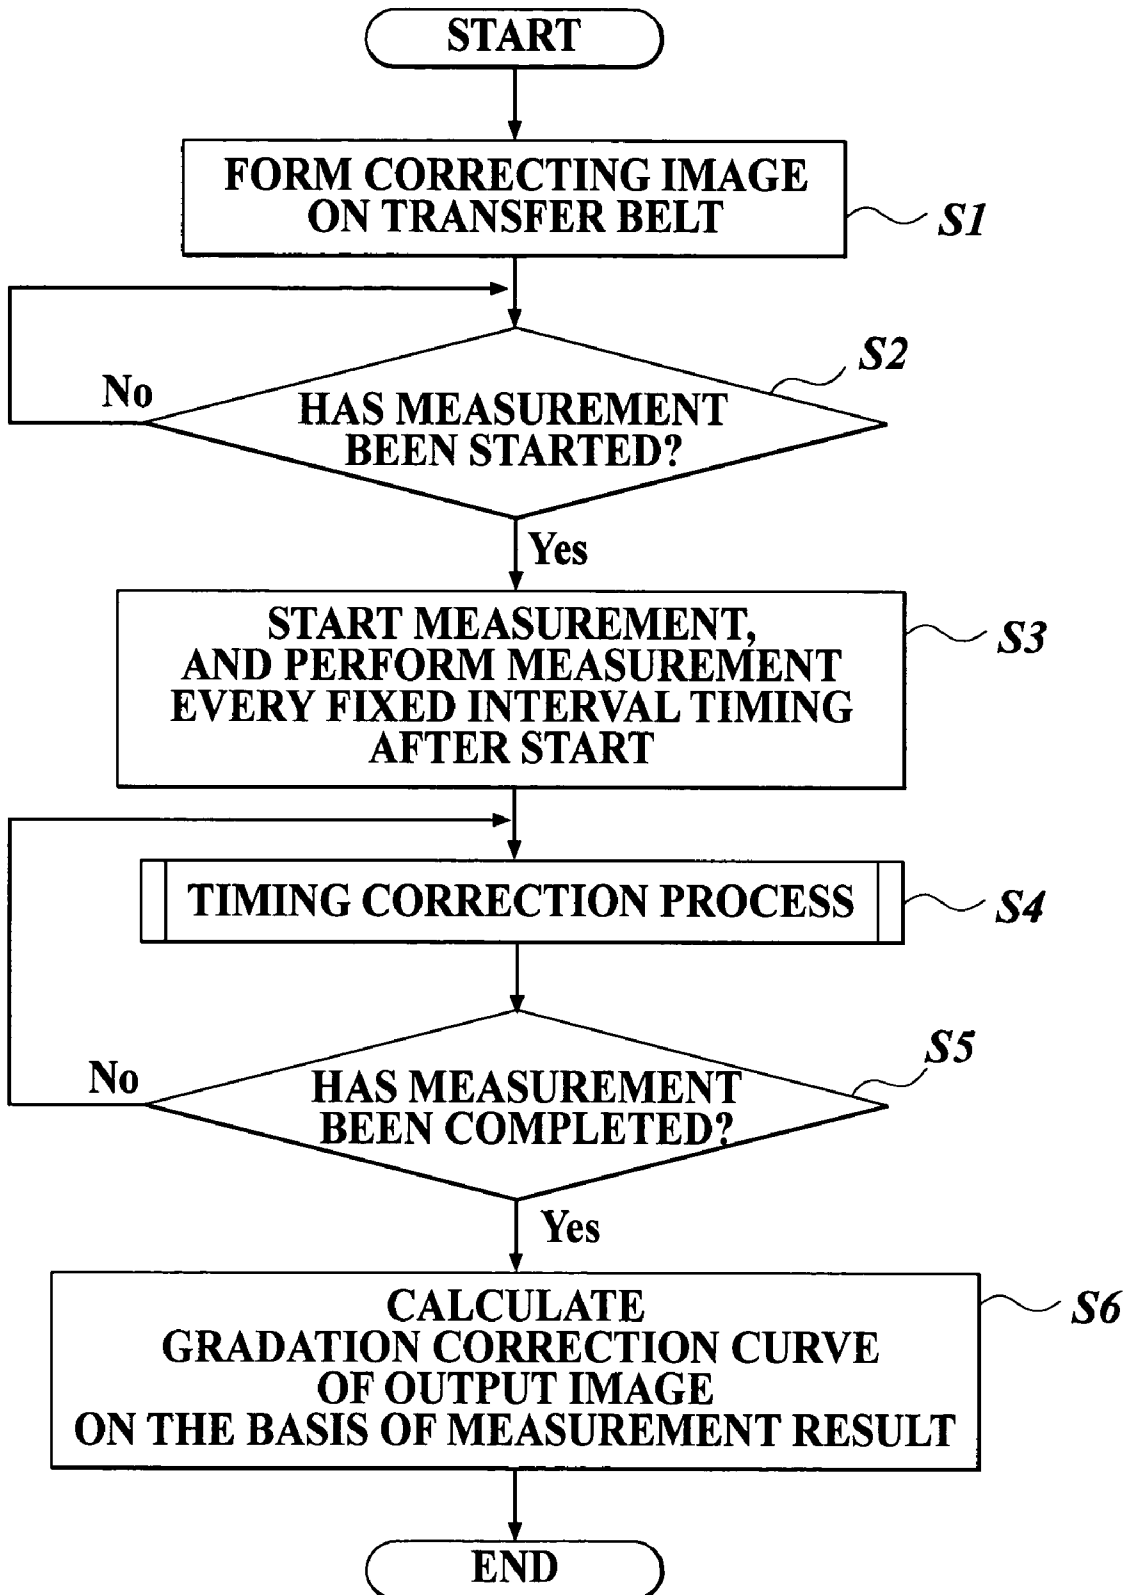 START
FORM CORRECTING IMAGE
ON TRANSFER BELT
S1
S2
No
HAS MEASUREMENT
BEEN STARTED?
Yes
START MEASUREMENT,
AND PERFORM MEASUREMENT
EVERY FIXED INTERVAL TIMING
AFTER START
S3
TIMING CORRECTION PROCESS
S4
S5
No
HAS MEASUREMENT
BEEN COMPLETED?
Yes
CALCULATE
GRADATION CORRECTION CURVE
OF OUTPUT IMAGE
ON THE BASIS OF MEASUREMENT RESULT
S6
END